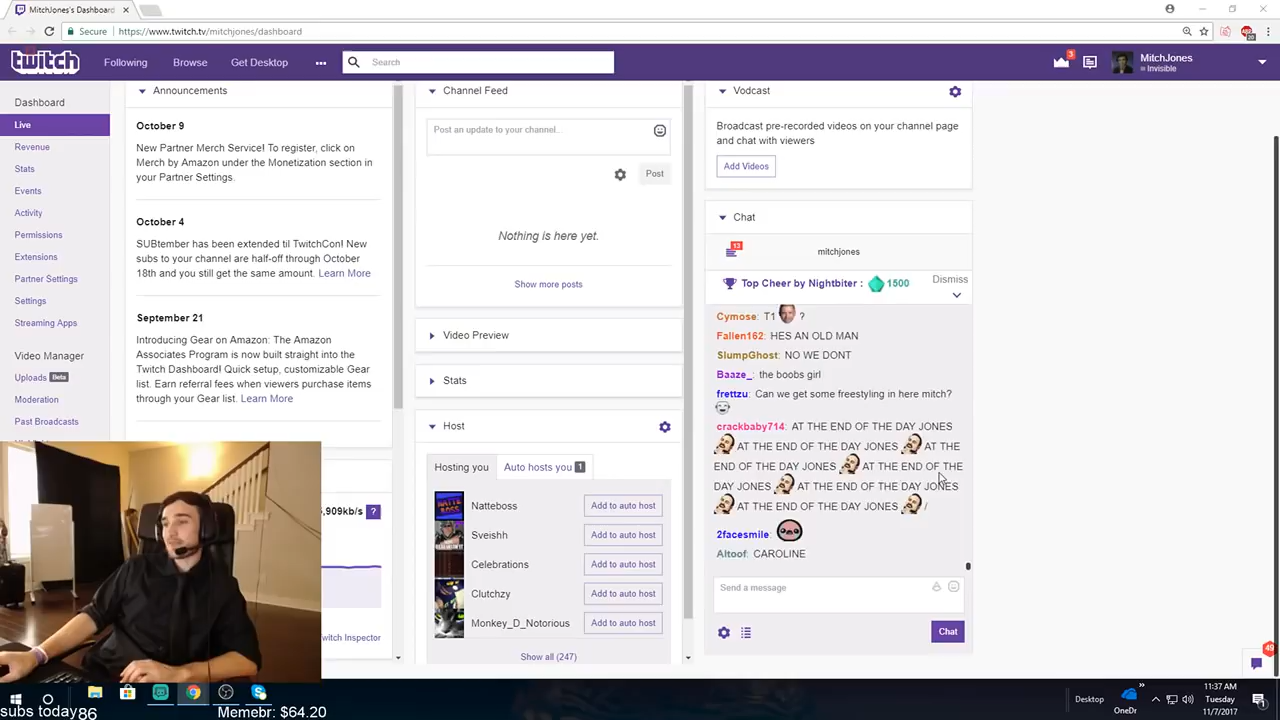 MitchJones's Dashboard
Secure
https://www.twitch.tv/mitchjones/dashboard
twitch
Following
Browse
Get Desktop
Search
3
MitchJones
Invisible
Dashboard
Live
Revenue
Stats
Events
Activity
Permissions
Extensions
Partner Settings
Settings
Streaming Apps
Video Manager
Uploads Beta
Moderation
Past Broadcasts
Announcements
October 9
New Partner Merch Service! To register, click on
Merch by Amazon under the Monetization section in
your Partner Settings.
October 4
SUBtember has been extended til TwitchCon! New
subs to your channel are half-off through October
18th and you still get the same amount. Learn More
September 21
Introducing Gear on Amazon: The Amazon
Associates Program is now built straight into the
Twitch Dashboard! Quick setup, customizable Gear
list. Earn referral fees when viewers purchase items
through your Gear list. Learn More
,909kb/s ?
Twitch Inspector
Channel Feed
Post an update to your channel...
Post
Nothing is here yet.
Show more posts
Video Preview
Stats
Host
Hosting you
Auto hosts you 1
Natteboss Add to auto host
Sveishh Add to auto host
Celebrations Add to auto host
Clutchzy Add to auto host
Monkey_D_Notorious Add to auto host
Show all (247)
Vodcast
Broadcast pre-recorded videos on your channel page
and chat with viewers
Add Videos
Chat
13
mitchjones
Top Cheer by Nightbiter : 1500
Dismiss
Cymose: T1 ?
Fallen162: HES AN OLD MAN
SlumpGhost: NO WE DONT
Baaze_: the boobs girl
frettzu: Can we get some freestyling in here mitch?
crackbaby714: AT THE END OF THE DAY JONES
AT THE END OF THE DAY JONES AT THE
END OF THE DAY JONES AT THE END OF THE
DAY JONES AT THE END OF THE DAY JONES
AT THE END OF THE DAY JONES /
2facesmile:
Altoof: CAROLINE
Send a message
Chat
49
subs today86
Memebr: $64.20
Desktop
OneDr
11:37 AM
Tuesday
11/7/2017